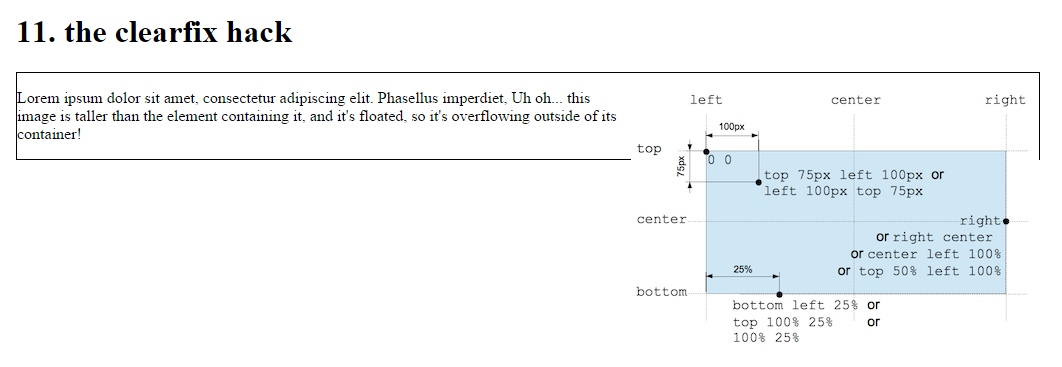 11. the clearfix hack
Lorem ipsum dolor sit amet, consectetur adipiscing elit. Phasellus imperdiet, Uh oh... this
image is taller than the element containing it, and it's floated, so it's overflowing outside of its
container!
left center right
100px
top
75px
0 0
top 75px left 100px or
left 100px top 75px
center
right
or right center
or center left 100%
or top 50% left 100%
25%
bottom
bottom left 25% or
top 100% 25% or
100% 25%